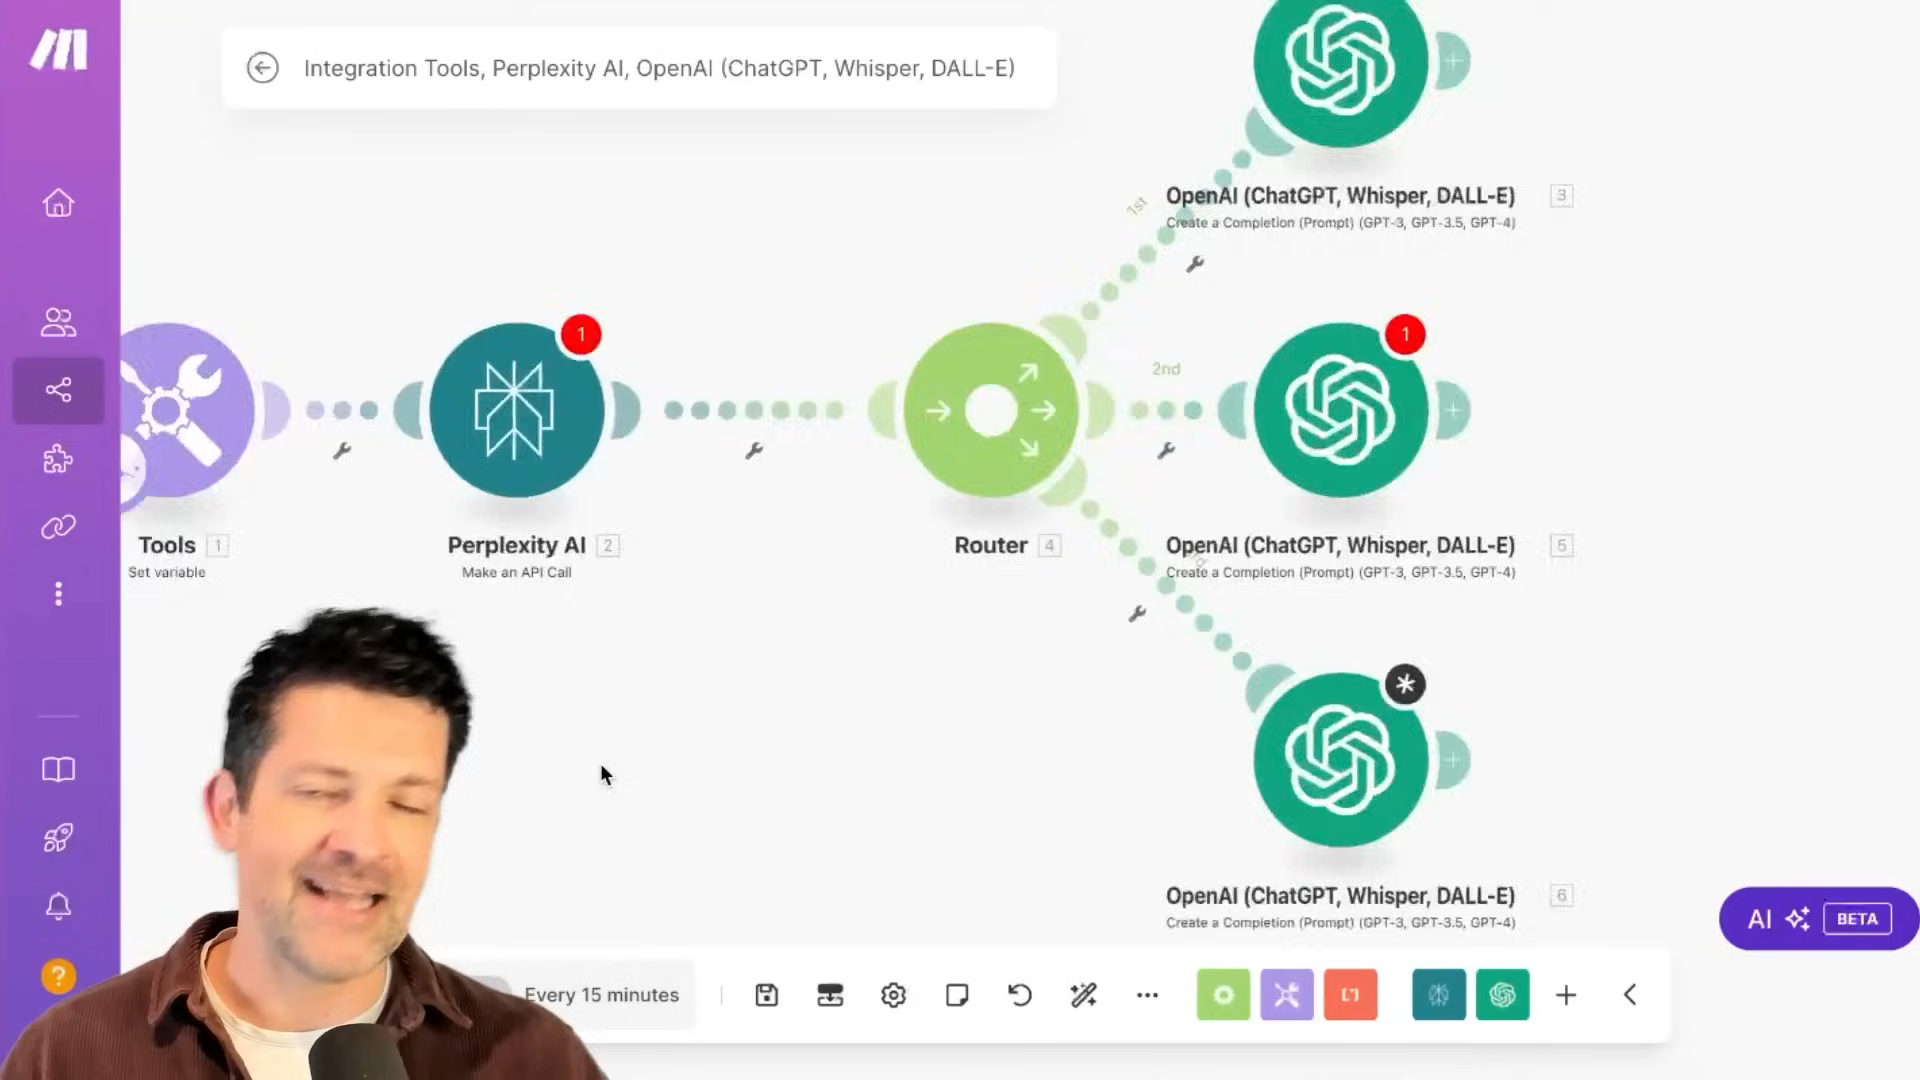 Integration Tools, Perplexity AI, OpenAI (ChatGPT, Whisper, DALL-E)
1st
OpenAI (ChatGPT, Whisper, DALL-E) 3
Create a Completion (Prompt) (GPT-3, GPT-3.5, GPT-4)
1
1
2nd
Tools 1
Set variable
Perplexity AI 2
Make an API Call
Router 4
OpenAI (ChatGPT, Whisper, DALL-E) 5
Create a Completion (Prompt) (GPT-3, GPT-3.5, GPT-4)
OpenAI (ChatGPT, Whisper, DALL-E) 6
Create a Completion (Prompt) (GPT-3, GPT-3.5, GPT-4)
AI BETA
?
Every 15 minutes